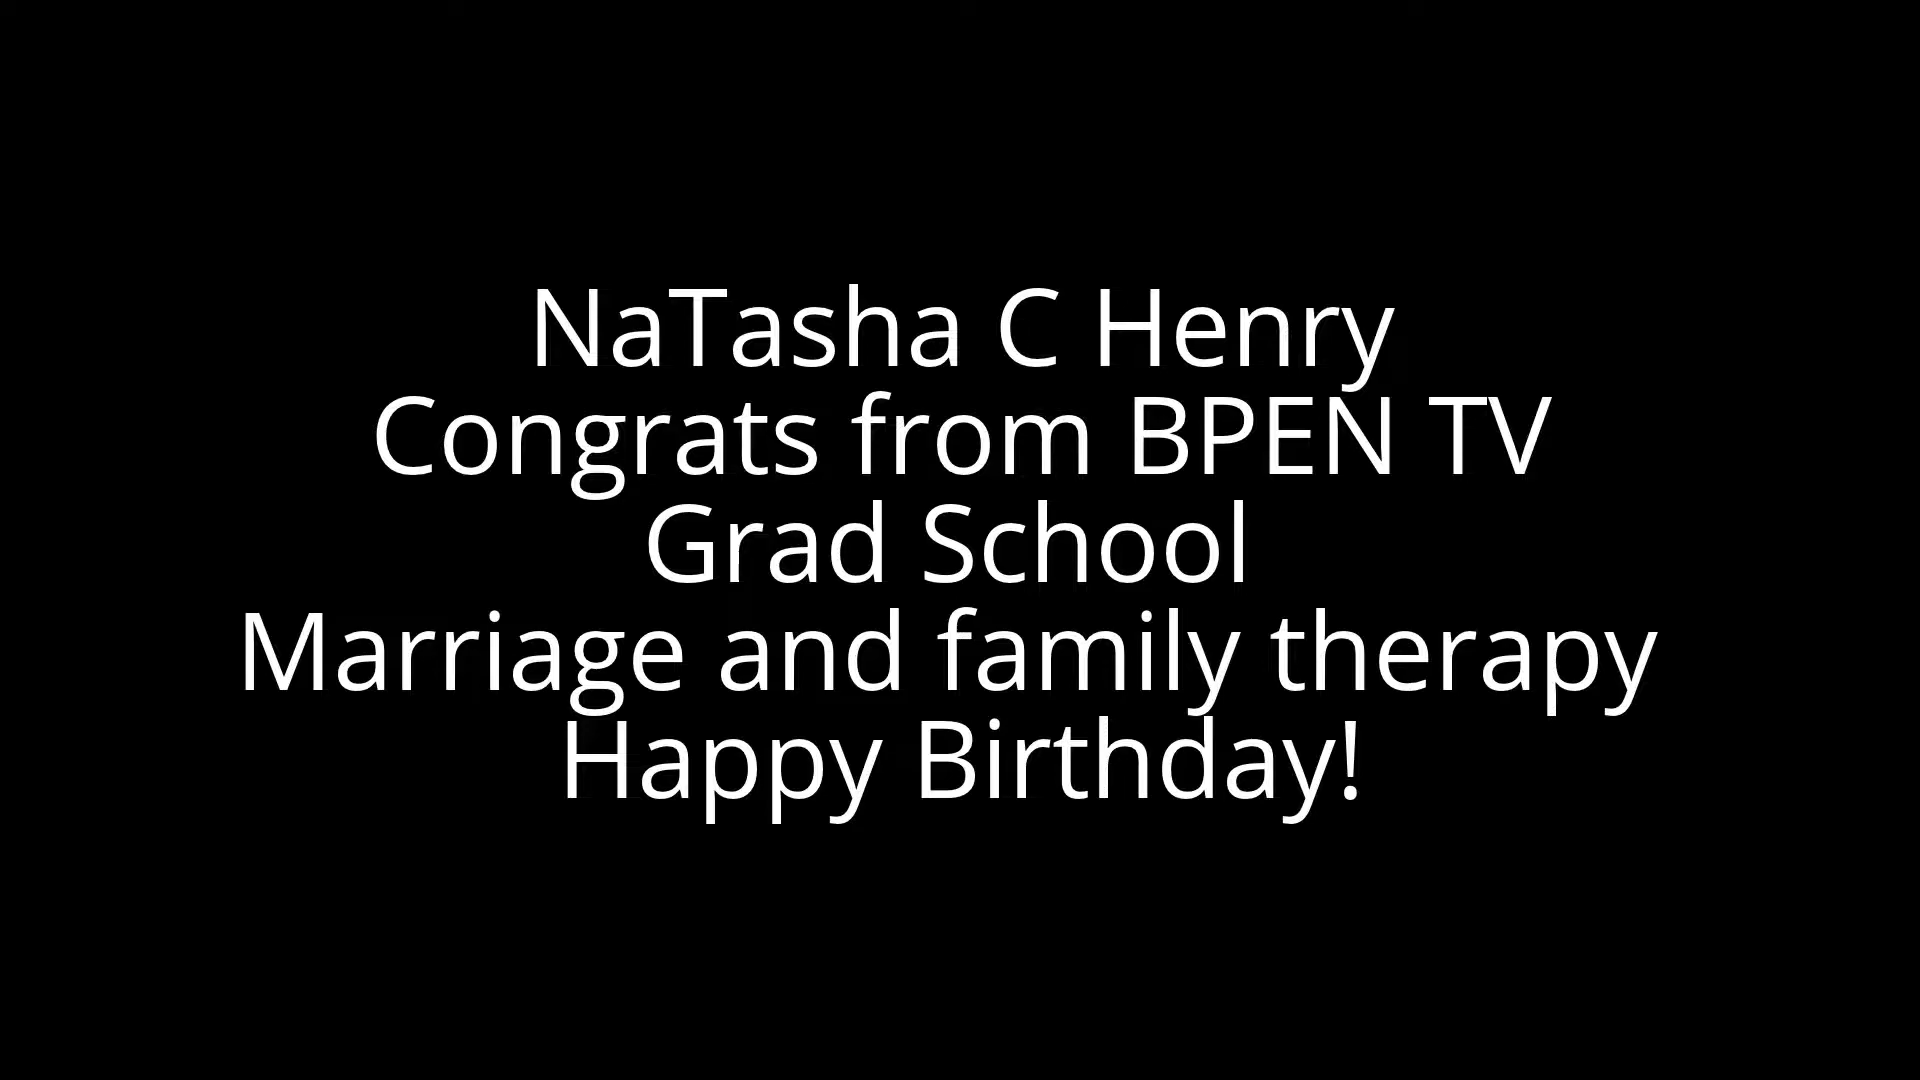 NaTasha C Henry
Congrats from BPEN TV
Grad School
Marriage and family therapy
Happy Birthday!